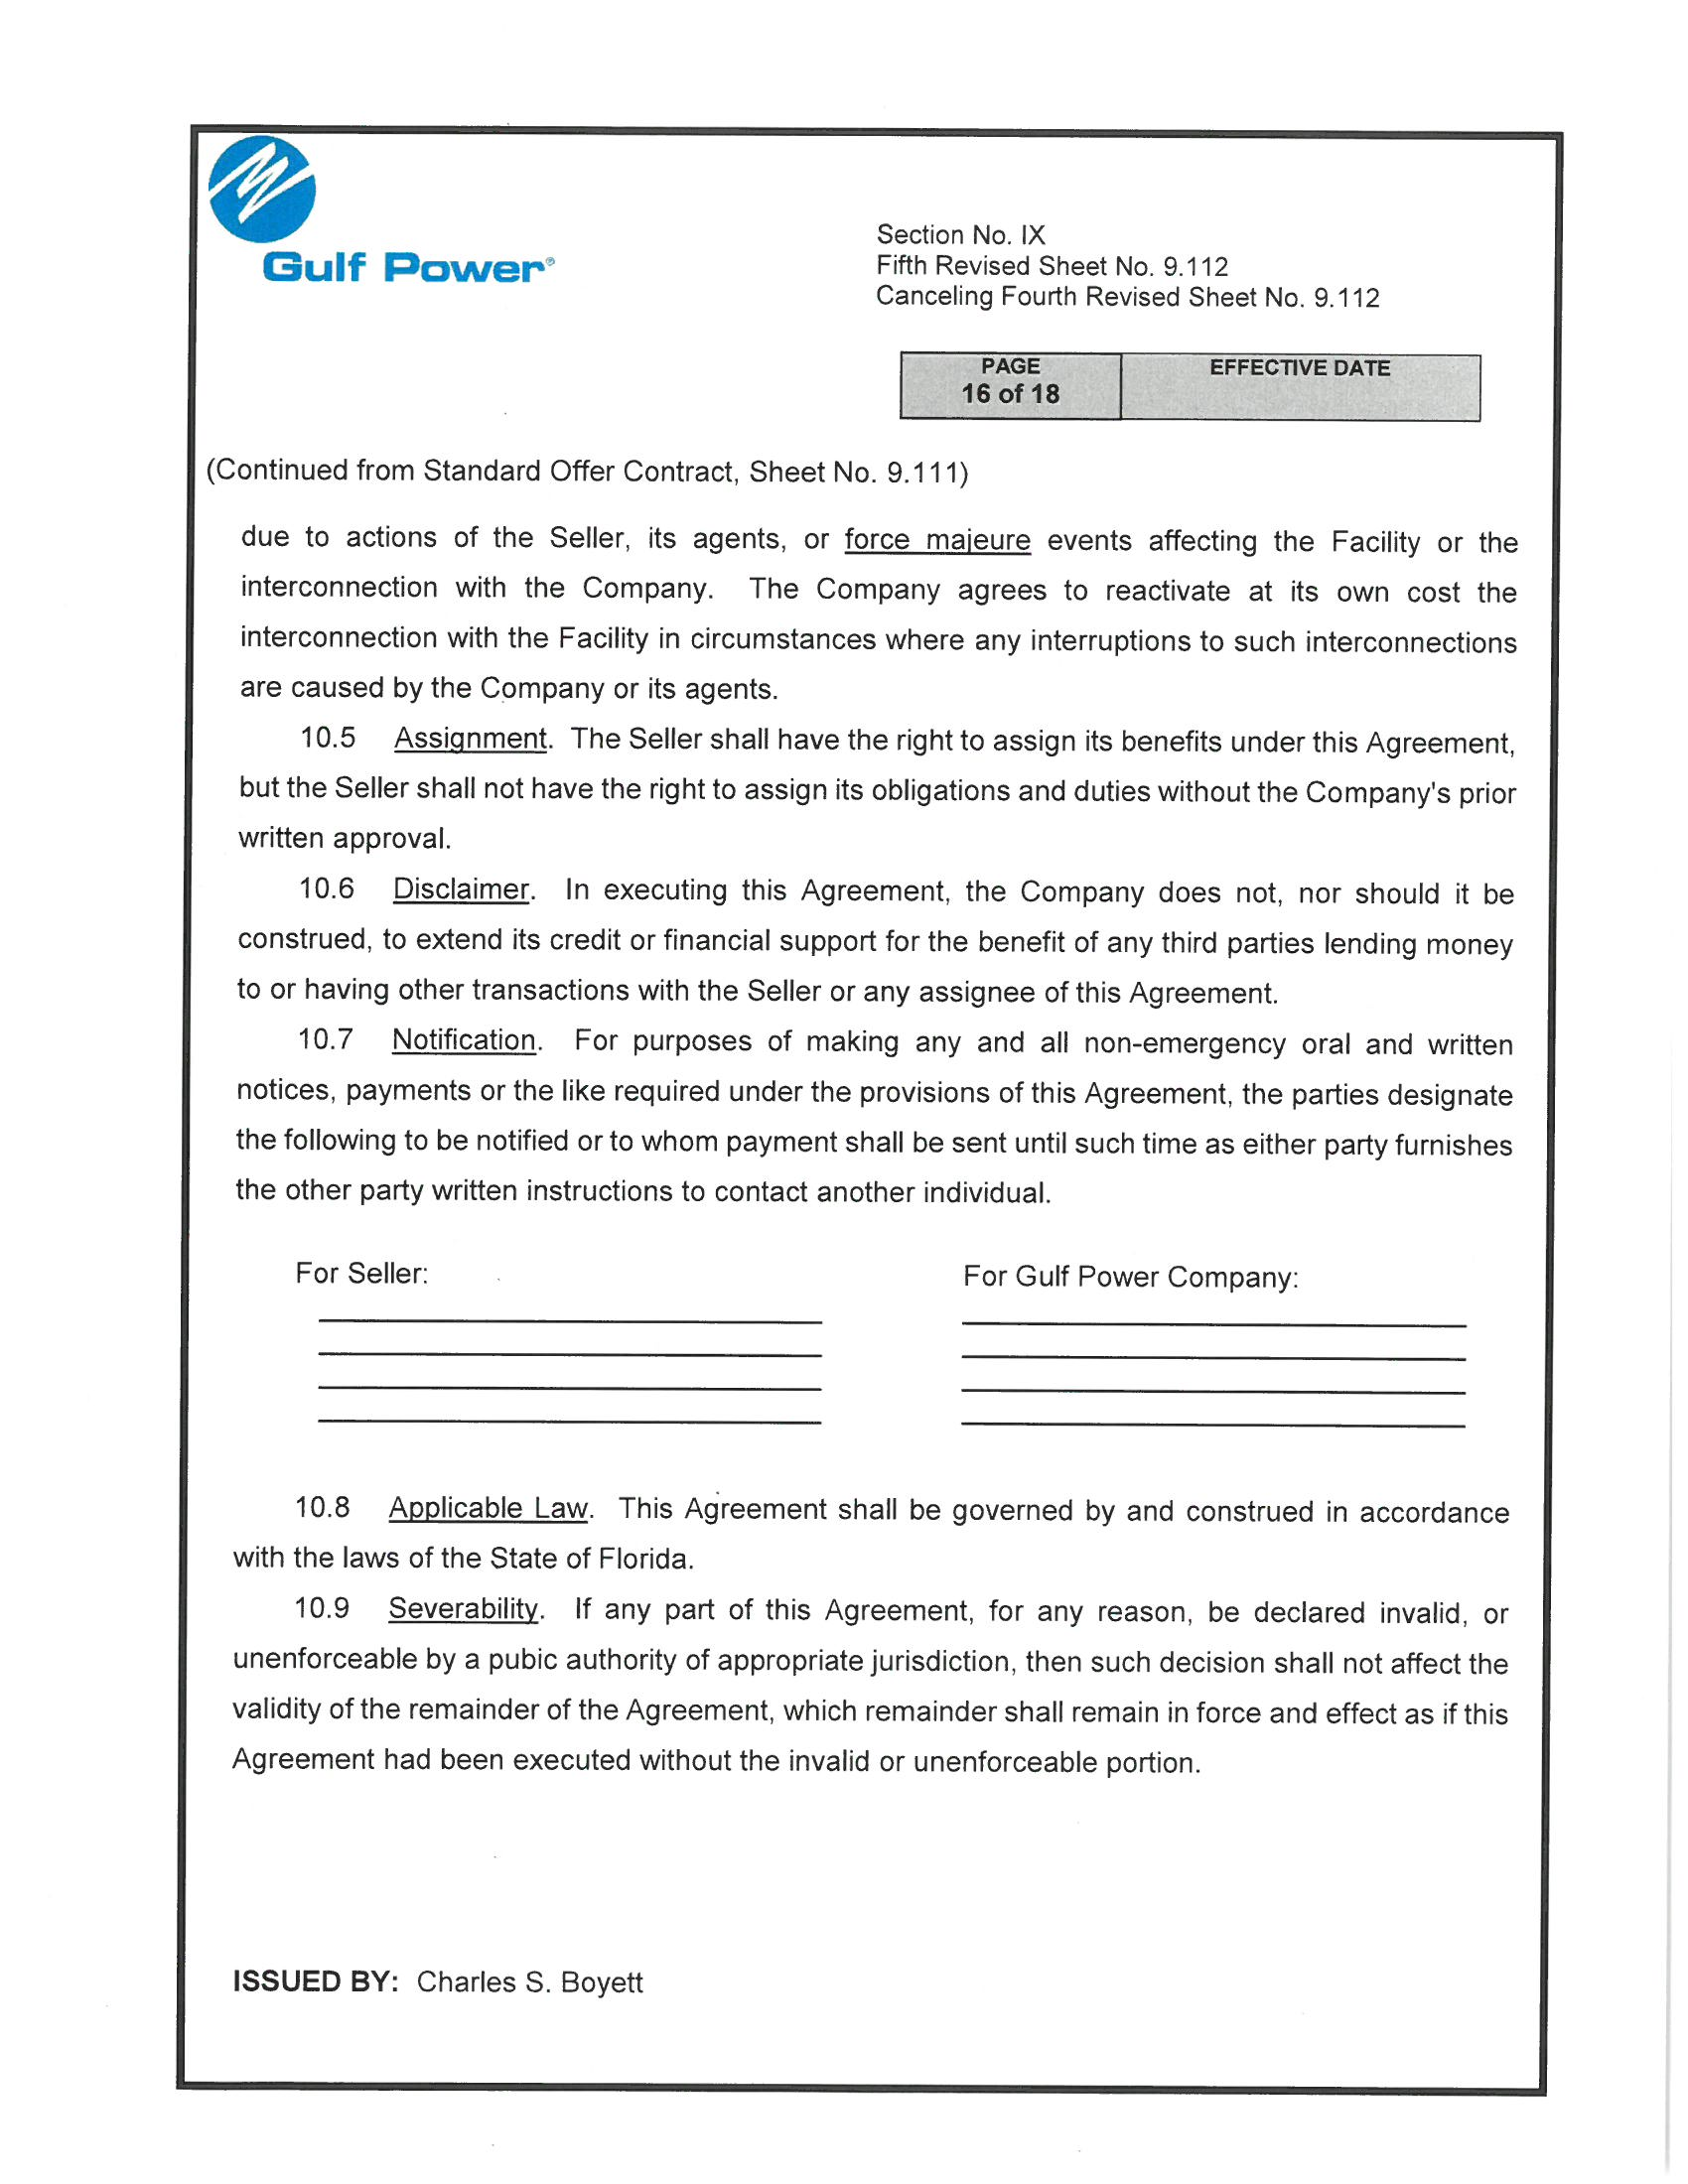 Gulf Power®
Section No. IX
Fifth Revised Sheet No. 9.112
Canceling Fourth Revised Sheet No. 9.112
PAGE
16 of 18
EFFECTIVE DATE
(Continued from Standard Offer Contract, Sheet No. 9.111)
due to actions of the Seller, its agents, or force majeure events affecting the Facility or the
interconnection with the Company. The Company agrees to reactivate at its own cost the
interconnection with the Facility in circumstances where any interruptions to such interconnections
are caused by the Company or its agents.
10.5 Assignment. The Seller shall have the right to assign its benefits under this Agreement,
but the Seller shall not have the right to assign its obligations and duties without the Company's prior
written approval.
10.6 Disclaimer. In executing this Agreement, the Company does not, nor should it be
construed, to extend its credit or financial support for the benefit of any third parties lending money
to or having other transactions with the Seller or any assignee of this Agreement.
10.7 Notification. For purposes of making any and all non-emergency oral and written
notices, payments or the like required under the provisions of this Agreement, the parties designate
the following to be notified or to whom payment shall be sent until such time as either party furnishes
the other party written instructions to contact another individual.
For Seller:
For Gulf Power Company:
10.8 Applicable Law. This Agreement shall be governed by and construed in accordance
with the laws of the State of Florida.
10.9 Severability. If any part of this Agreement, for any reason, be declared invalid, or
unenforceable by a pubic authority of appropriate jurisdiction, then such decision shall not affect the
validity of the remainder of the Agreement, which remainder shall remain in force and effect as if this
Agreement had been executed without the invalid or unenforceable portion.
ISSUED BY: Charles S. Boyett